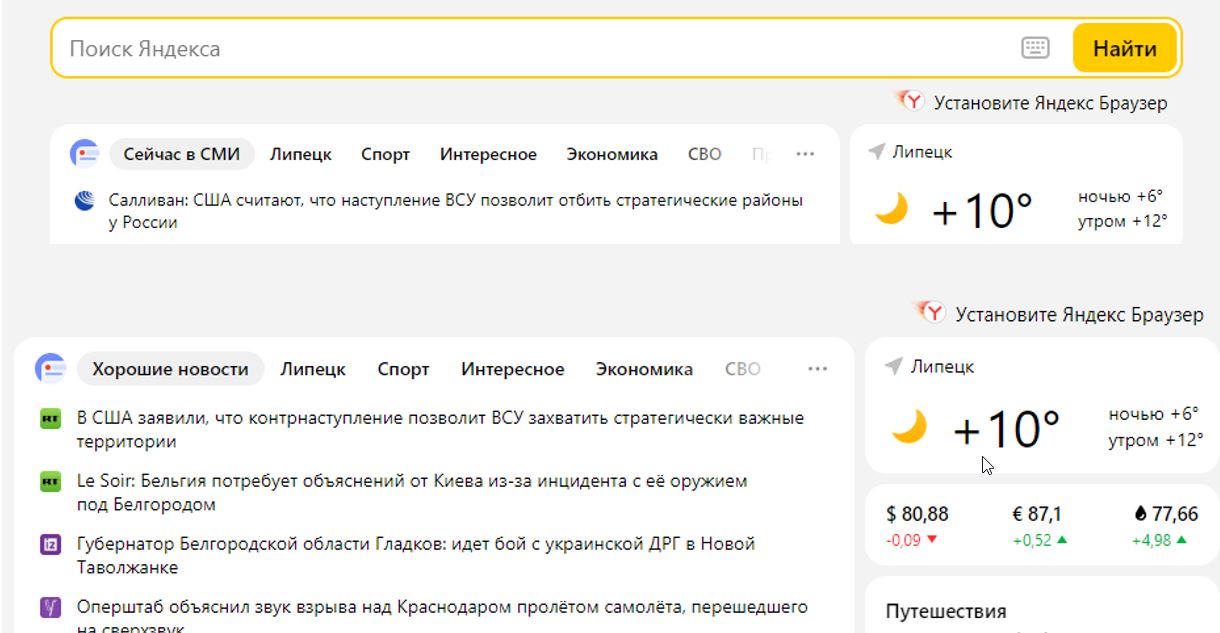 Поиск Яндекса
Найти
Установите Яндекс Браузер
Сейчас в СМИ Липецк Спорт Интересное Экономика СВО
Салливан: США считают, что наступление ВСУ позволит отбить стратегические районы
у России
Липецк
+10°
ночью +6°
утром +12°
Установите Яндекс Браузер
Хорошие новости Липецк Спорт Интересное Экономика СВО
В США заявили, что контрнаступление позволит ВСУ захватить стратегически важные
территории
Le Soir: Бельгия потребует объяснений от Киева из-за инцидента с её оружием
под Белгородом
Губернатор Белгородской области Гладков: идет бой с украинской ДРГ в Новой
Таволжанке
Оперштаб объяснил звук взрыва над Краснодаром пролётом самолёта, перешедшего
на сверхзвук
Липецк
+10°
ночью +6°
утром +12°
$ 80,88 € 87,1 77,66
-0,09 +0,52 +4,98
Путешествия